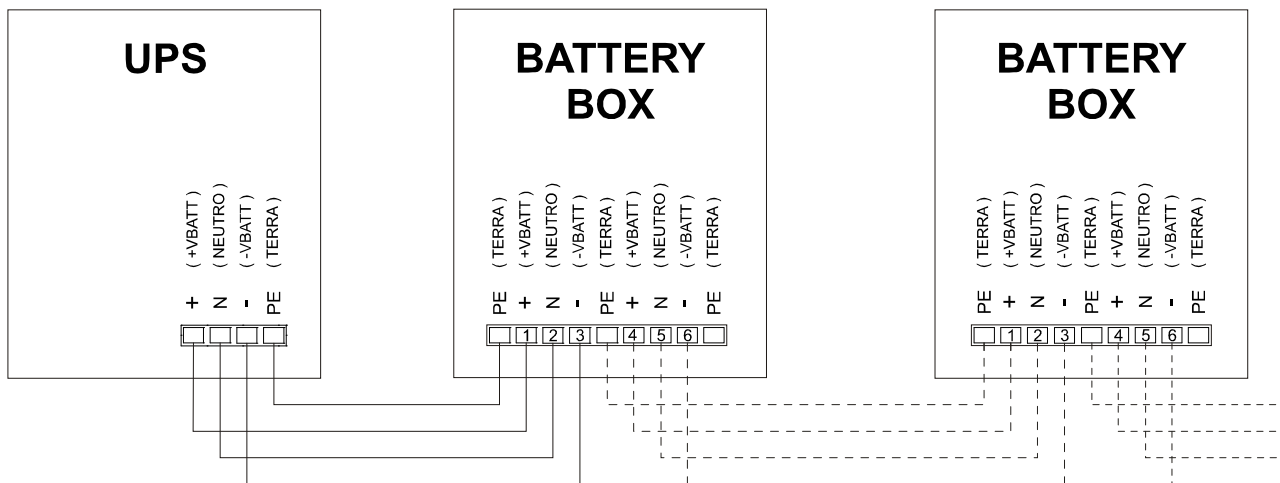 UPS
BATTERY
BOX
BATTERY
BOX
( +VBATT )
( NEUTRO )
( -VBATT )
( TERRA )
+
N
-
PE
( TERRA )
( +VBATT )
( NEUTRO )
( -VBATT )
( TERRA )
( +VBATT )
( NEUTRO )
( -VBATT )
( TERRA )
PE
+
N
-
PE
+
N
-
PE
1
2
3
4
5
6
( TERRA )
( +VBATT )
( NEUTRO )
( -VBATT )
( TERRA )
( +VBATT )
( NEUTRO )
( -VBATT )
( TERRA )
PE
+
N
-
PE
+
N
-
PE
1
2
3
4
5
6